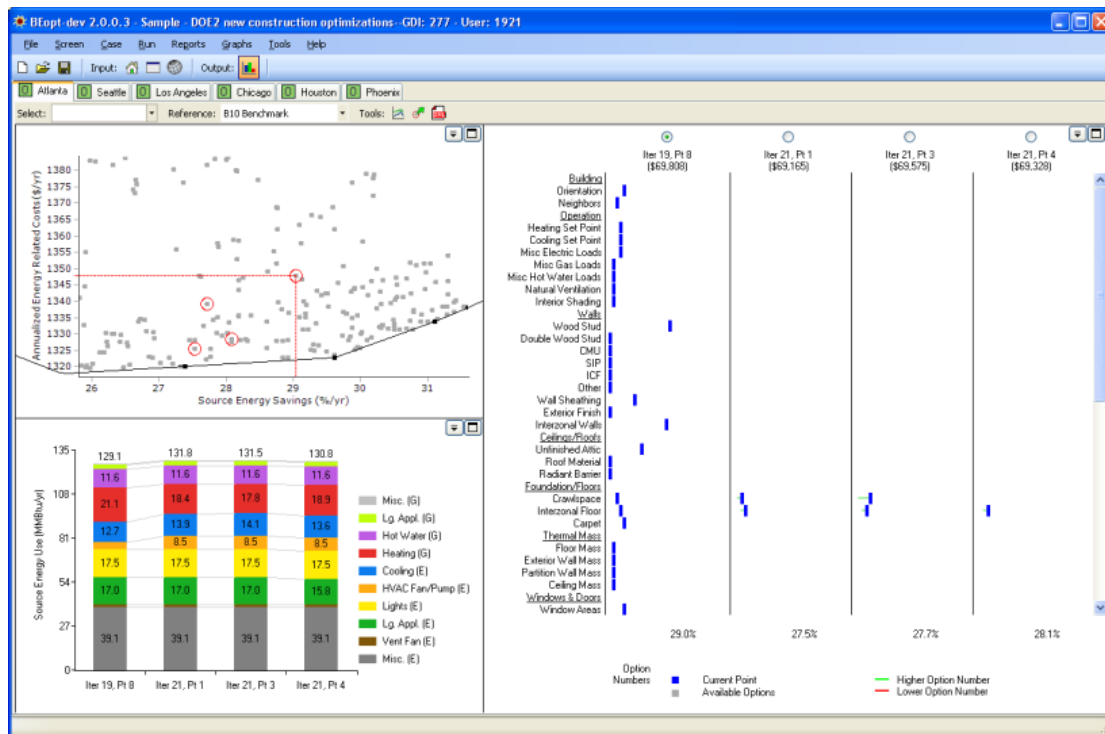 BEopt-dev 2.0.0.3 - Sample - DOE2 new construction optimizations--GDI: 277 - User: 1921
File Screen Case Run Reports Graphs Tools Help
Input: Output:
0 Atlanta 0 Seattle 0 Los Angeles 0 Chicago 0 Houston 0 Phoenix
Select: Reference: B10 Benchmark Tools:
Annualized Energy Related Costs ($/yr)
1380
1375
1370
1365
1360
1355
1350
1345
1340
1335
1330
1325
1320
26 27 28 29 30 31
Source Energy Savings (%/yr)
Source Energy Use (MMBtu/yr)
135
108
81
54
27
0
129.1 131.8 131.5 130.8
11.6 11.6 11.6 11.6
21.1 18.4 17.8 18.9
12.7 13.9 14.1 13.6
8.5 8.5 8.5
17.5 17.5 17.5 17.5
17.0 17.0 17.0 15.8
39.1 39.1 39.1 39.1
Iter 19, Pt 8 Iter 21, Pt 1 Iter 21, Pt 3 Iter 21, Pt 4
Misc. (G)
Lg. Appl. (G)
Hot Water (G)
Heating (G)
Cooling (E)
HVAC Fan/Pump (E)
Lights (E)
Lg. Appl. (E)
Vent Fan (E)
Misc. (E)
Iter 19, Pt 8 Iter 21, Pt 1 Iter 21, Pt 3 Iter 21, Pt 4
($69,808) ($69,165) ($69,575) ($69,328)
Building
Orientation
Neighbors
Operation
Heating Set Point
Cooling Set Point
Misc Electric Loads
Misc Gas Loads
Misc Hot Water Loads
Natural Ventilation
Interior Shading
Walls
Wood Stud
Double Wood Stud
CMU
SIP
ICF
Other
Wall Sheathing
Exterior Finish
Interzonal Walls
Ceilings/Roofs
Unfinished Attic
Roof Material
Radiant Barrier
Foundation/Floors
Crawlspace
Interzonal Floor
Carpet
Thermal Mass
Floor Mass
Exterior Wall Mass
Partition Wall Mass
Ceiling Mass
Windows & Doors
Window Areas
29.0% 27.5% 27.7% 28.1%
Option
Numbers
Current Point
Available Options
Higher Option Number
Lower Option Number